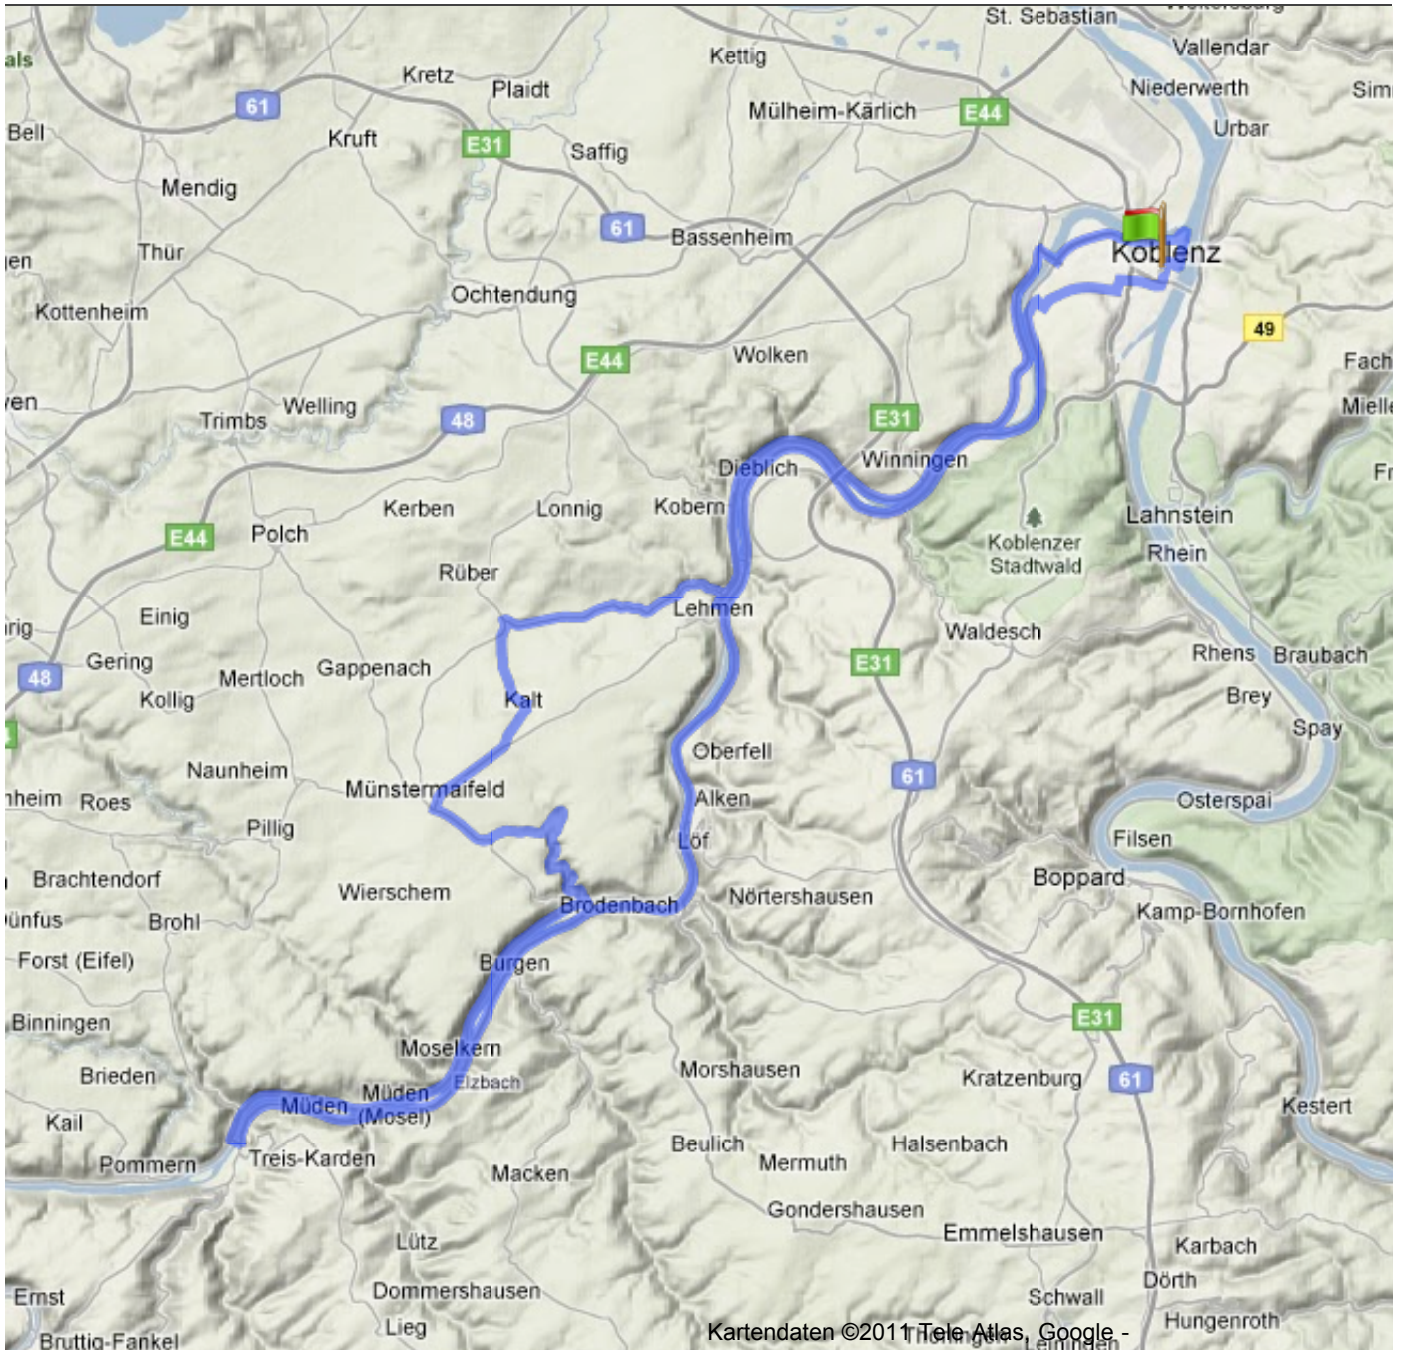 St. Sebastian
Vallendar
Kettig
als
Kretz
Plaidt
Niederwerth
Sim
61
Mülheim-Kärlich
E44
Bell
Kruft
E31
Saffig
Urbar
Mendig
61
Bassenheim
Thür
Koblenz
en
Ochtendung
Kottenheim
49
Wolken
E44
Fach
en
Welling
Trimbs
48
E31
Mielle
Dieblich
Winningen
Fr
Kerben
Lonnig
Kobern
Lahnstein
E44
Polch
Koblenzer
Stadtwald
Rhein
Rüber
Lehmen
Einig
rig
Waldesch
Gering
Gappenach
E31
Rhens
Braubach
48
Mertloch
Kollig
Kalt
Brey
Spay
Oberfell
Naunheim
61
Münstermaifeld
nheim
Roes
Alken
Osterspai
Pillig
Löf
Filsen
Brachtendorf
Wierschem
Nörtershausen
Boppard
ünfus
Brohl
Brodenbach
Kamp-Bornhofen
Forst (Eifel)
Burgen
Binningen
E31
Moselkern
Brieden
Elzbach
Morshausen
Kratzenburg
61
Müden
Müden
(Mosel)
Kestert
Kail
Pommern
Treis-Karden
Beulich
Mermuth
Halsenbach
Macken
Gondershausen
Emmelshausen
Lütz
Karbach
Ernst
Dommershausen
Dörth
Schwall
Lieg
Hungenroth
Bruttig-Fankel
Kartendaten ©2011 Tele Atlas, Google -